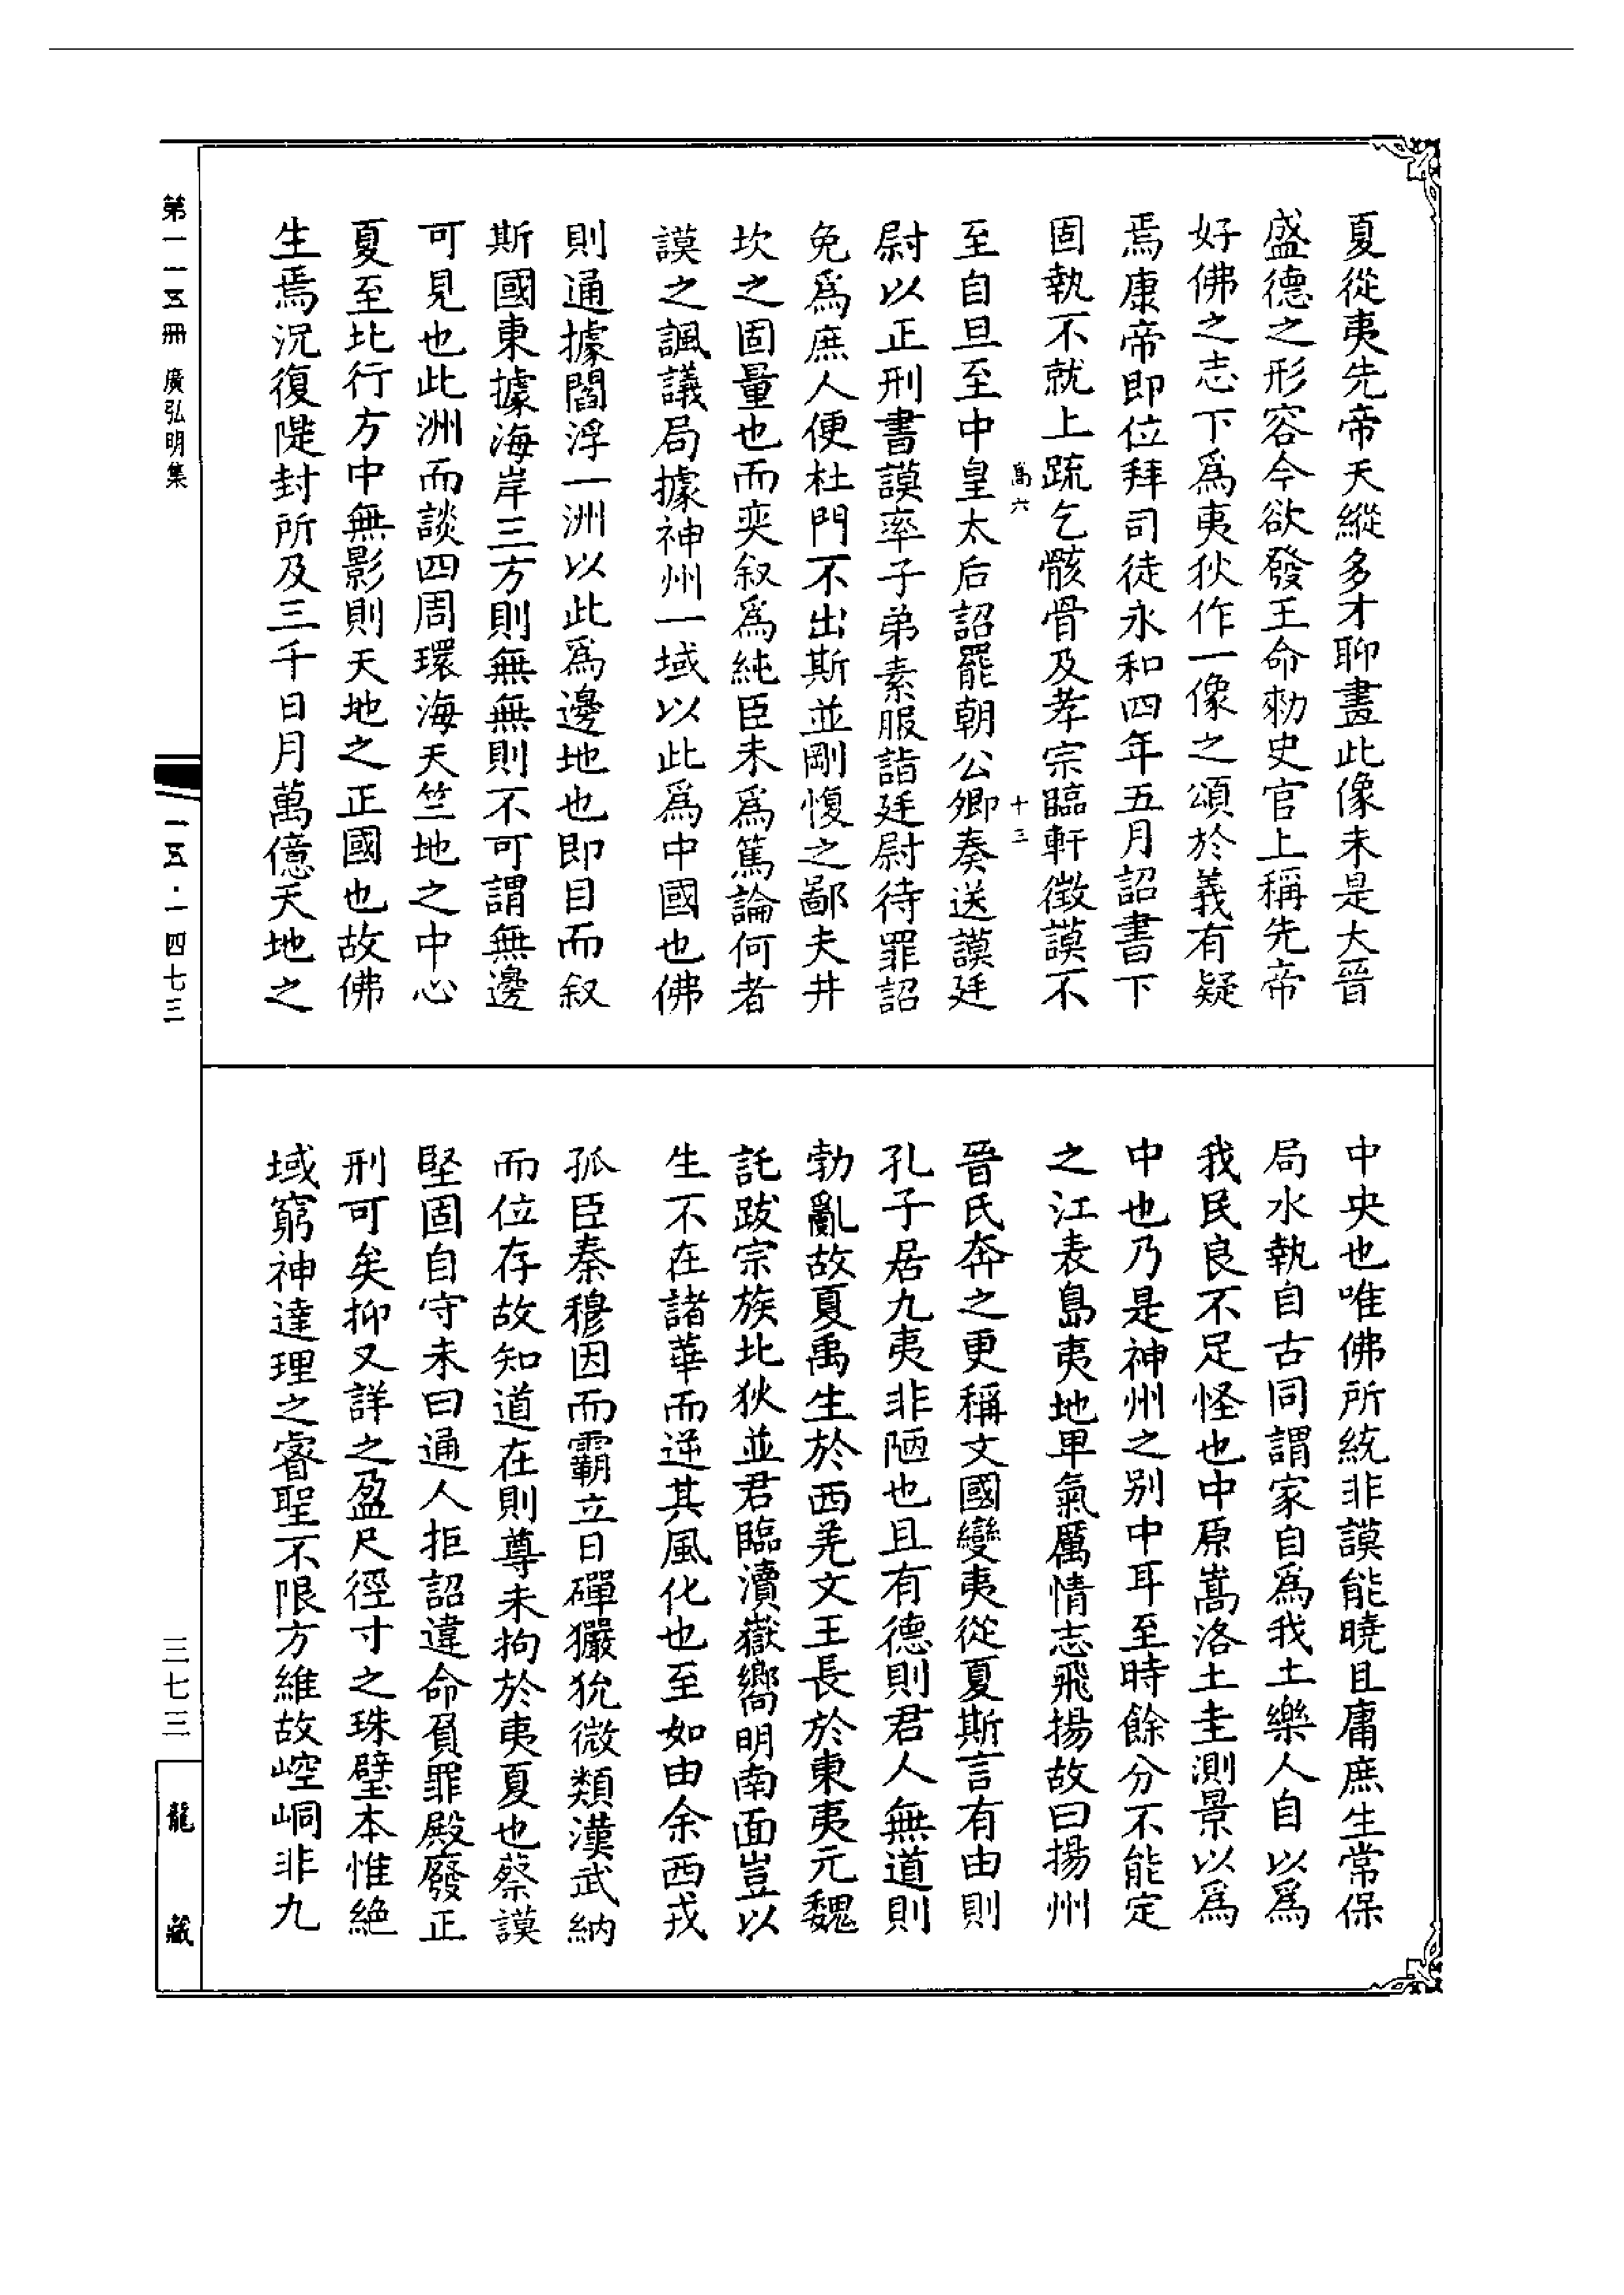 夏從夷先帝天縱多才聊畫此像未是大晉
盛德之形容今欲發王命勑史官上稱先帝
好佛之志下爲夷狄作一像之頌於義有疑
焉康帝即位拜司徒永和四年五月詔書下
固執不就上疏乞骸骨及孝宗臨軒徵謨不
萬六
十三
至自旦至中皇太后詔罷朝公卿奏送謨廷
尉以正刑書謨率子弟素服詣廷尉待罪詔
免爲庶人便杜門不出斯並剛愎之鄙夫井
坎之固量也而奕叙爲純臣未爲篤論何者
謨之諷議局據神州一域以此爲中國也佛
則通據閻浮一洲以此爲邊地也即目而叙
斯國東據海岸三方則無無則不可謂無邊
可見也此洲而談四周環海天竺地之中心
夏至北行方中無影則天地之正國也故佛
生焉況復陡封所及三千日月萬億天地之
中央也唯佛所統非謨能曉且庸庶生常保
局水執自古同謂家自爲我土樂人自以爲
我民良不足怪也中原嵩洛土圭測景以爲
中也乃是神州之别中耳至時餘分不能定
之江表島夷地卑氣厲情志飛揚故曰揚州
晉氏奔之更稱文國變夷從夏斯言有由則
孔子居九夷非陋也且有德則君人無道則
勃亂故夏禹生於西羌文王長於東夷元魏
託跋宗族北狄並君臨瀆嶽嚮明南面豈以
生不在諸華而逆其風化也至如由余西戎
孤臣秦穆因而霸立日磾玁狁微類漢武納
而位存故知道在則尊未拘於夷夏也蔡謨
堅固自守未曰通人拒詔違命負罪殿廢正
刑可矣抑又詳之盈尺徑寸之珠璧本惟絕
域窮神達理之睿聖不限方維故崆峒非九
第一一五冊 廣弘明集
一一五·一四七三
三七三
龍藏